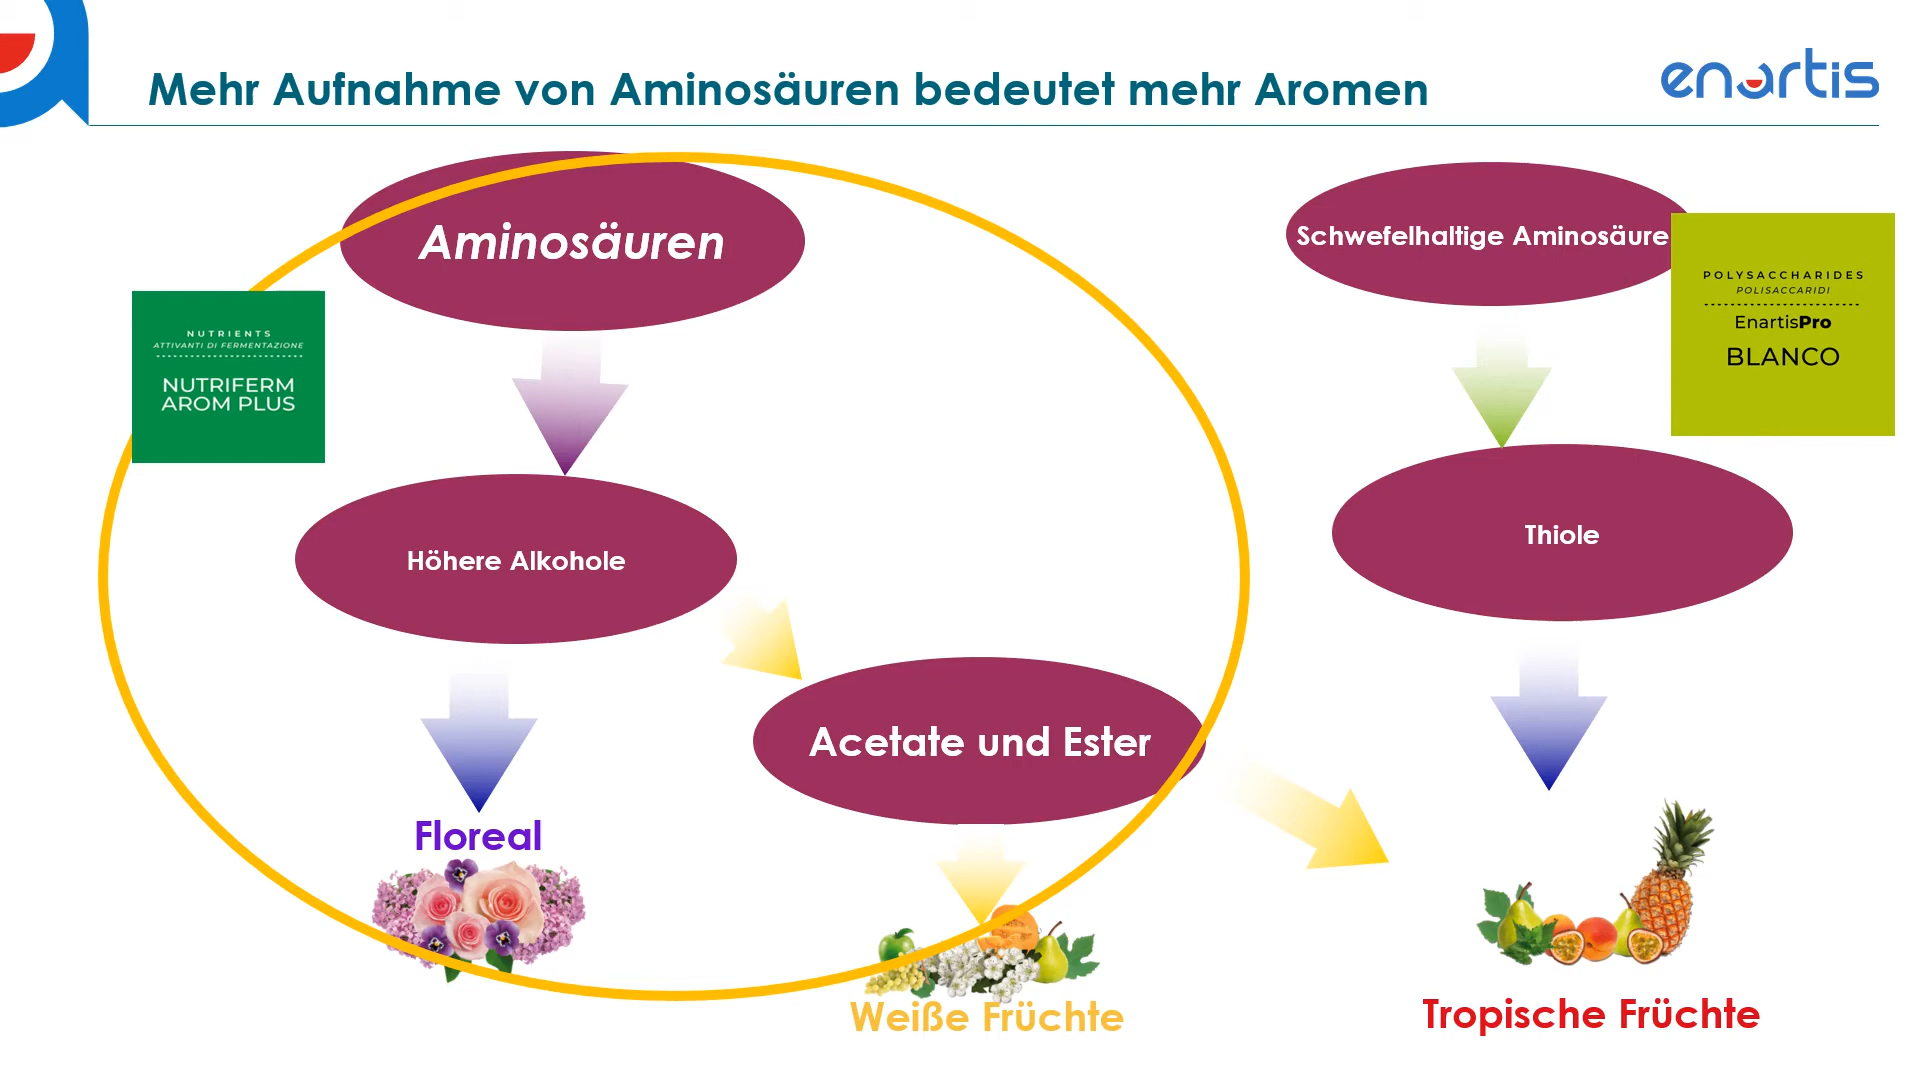 Mehr Aufnahme von Aminosäuren bedeutet mehr Aromen
enartis
Aminosäuren
Schwefelhaltige Aminosäure
POLYSACCHARIDES
POLISACCARIDI
EnartisPro
BLANCO
NUTRIENTS
ATTIVANTI DI FERMENTAZIONE
NUTRIFERM
AROM PLUS
Höhere Alkohole
Thiole
Acetate und Ester
Floreal
Weiße Früchte
Tropische Früchte